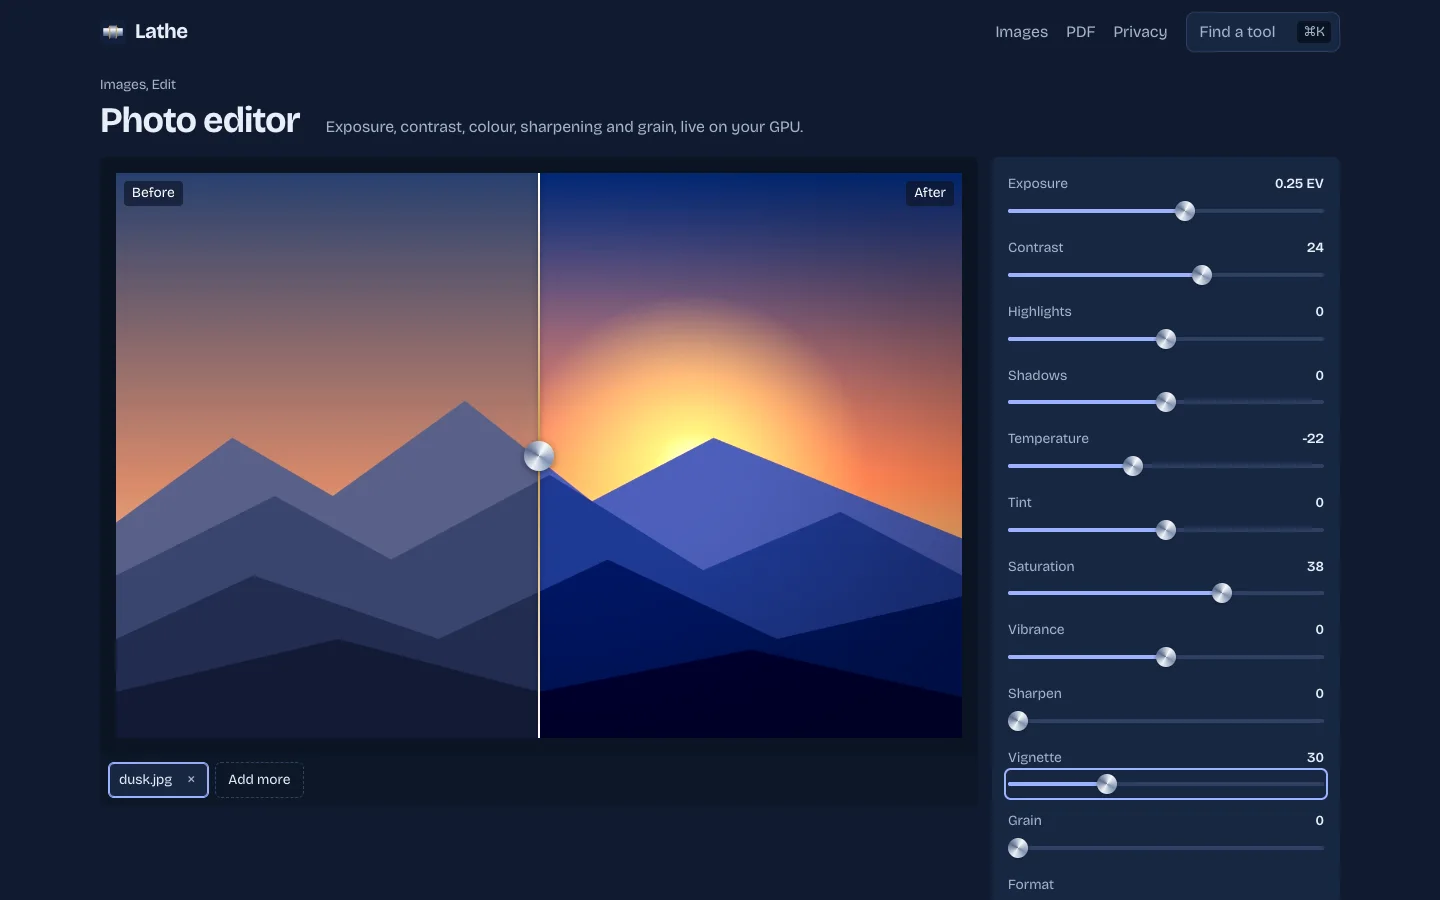 Lathe
Images PDF Privacy Find a tool ⌘K
Images, Edit
Photo editor
Exposure, contrast, colour, sharpening and grain, live on your GPU.
Before
After
dusk.jpg ×
Add more
Exposure 0.25 EV
Contrast 24
Highlights 0
Shadows 0
Temperature -22
Tint 0
Saturation 38
Vibrance 0
Sharpen 0
Vignette 30
Grain 0
Format